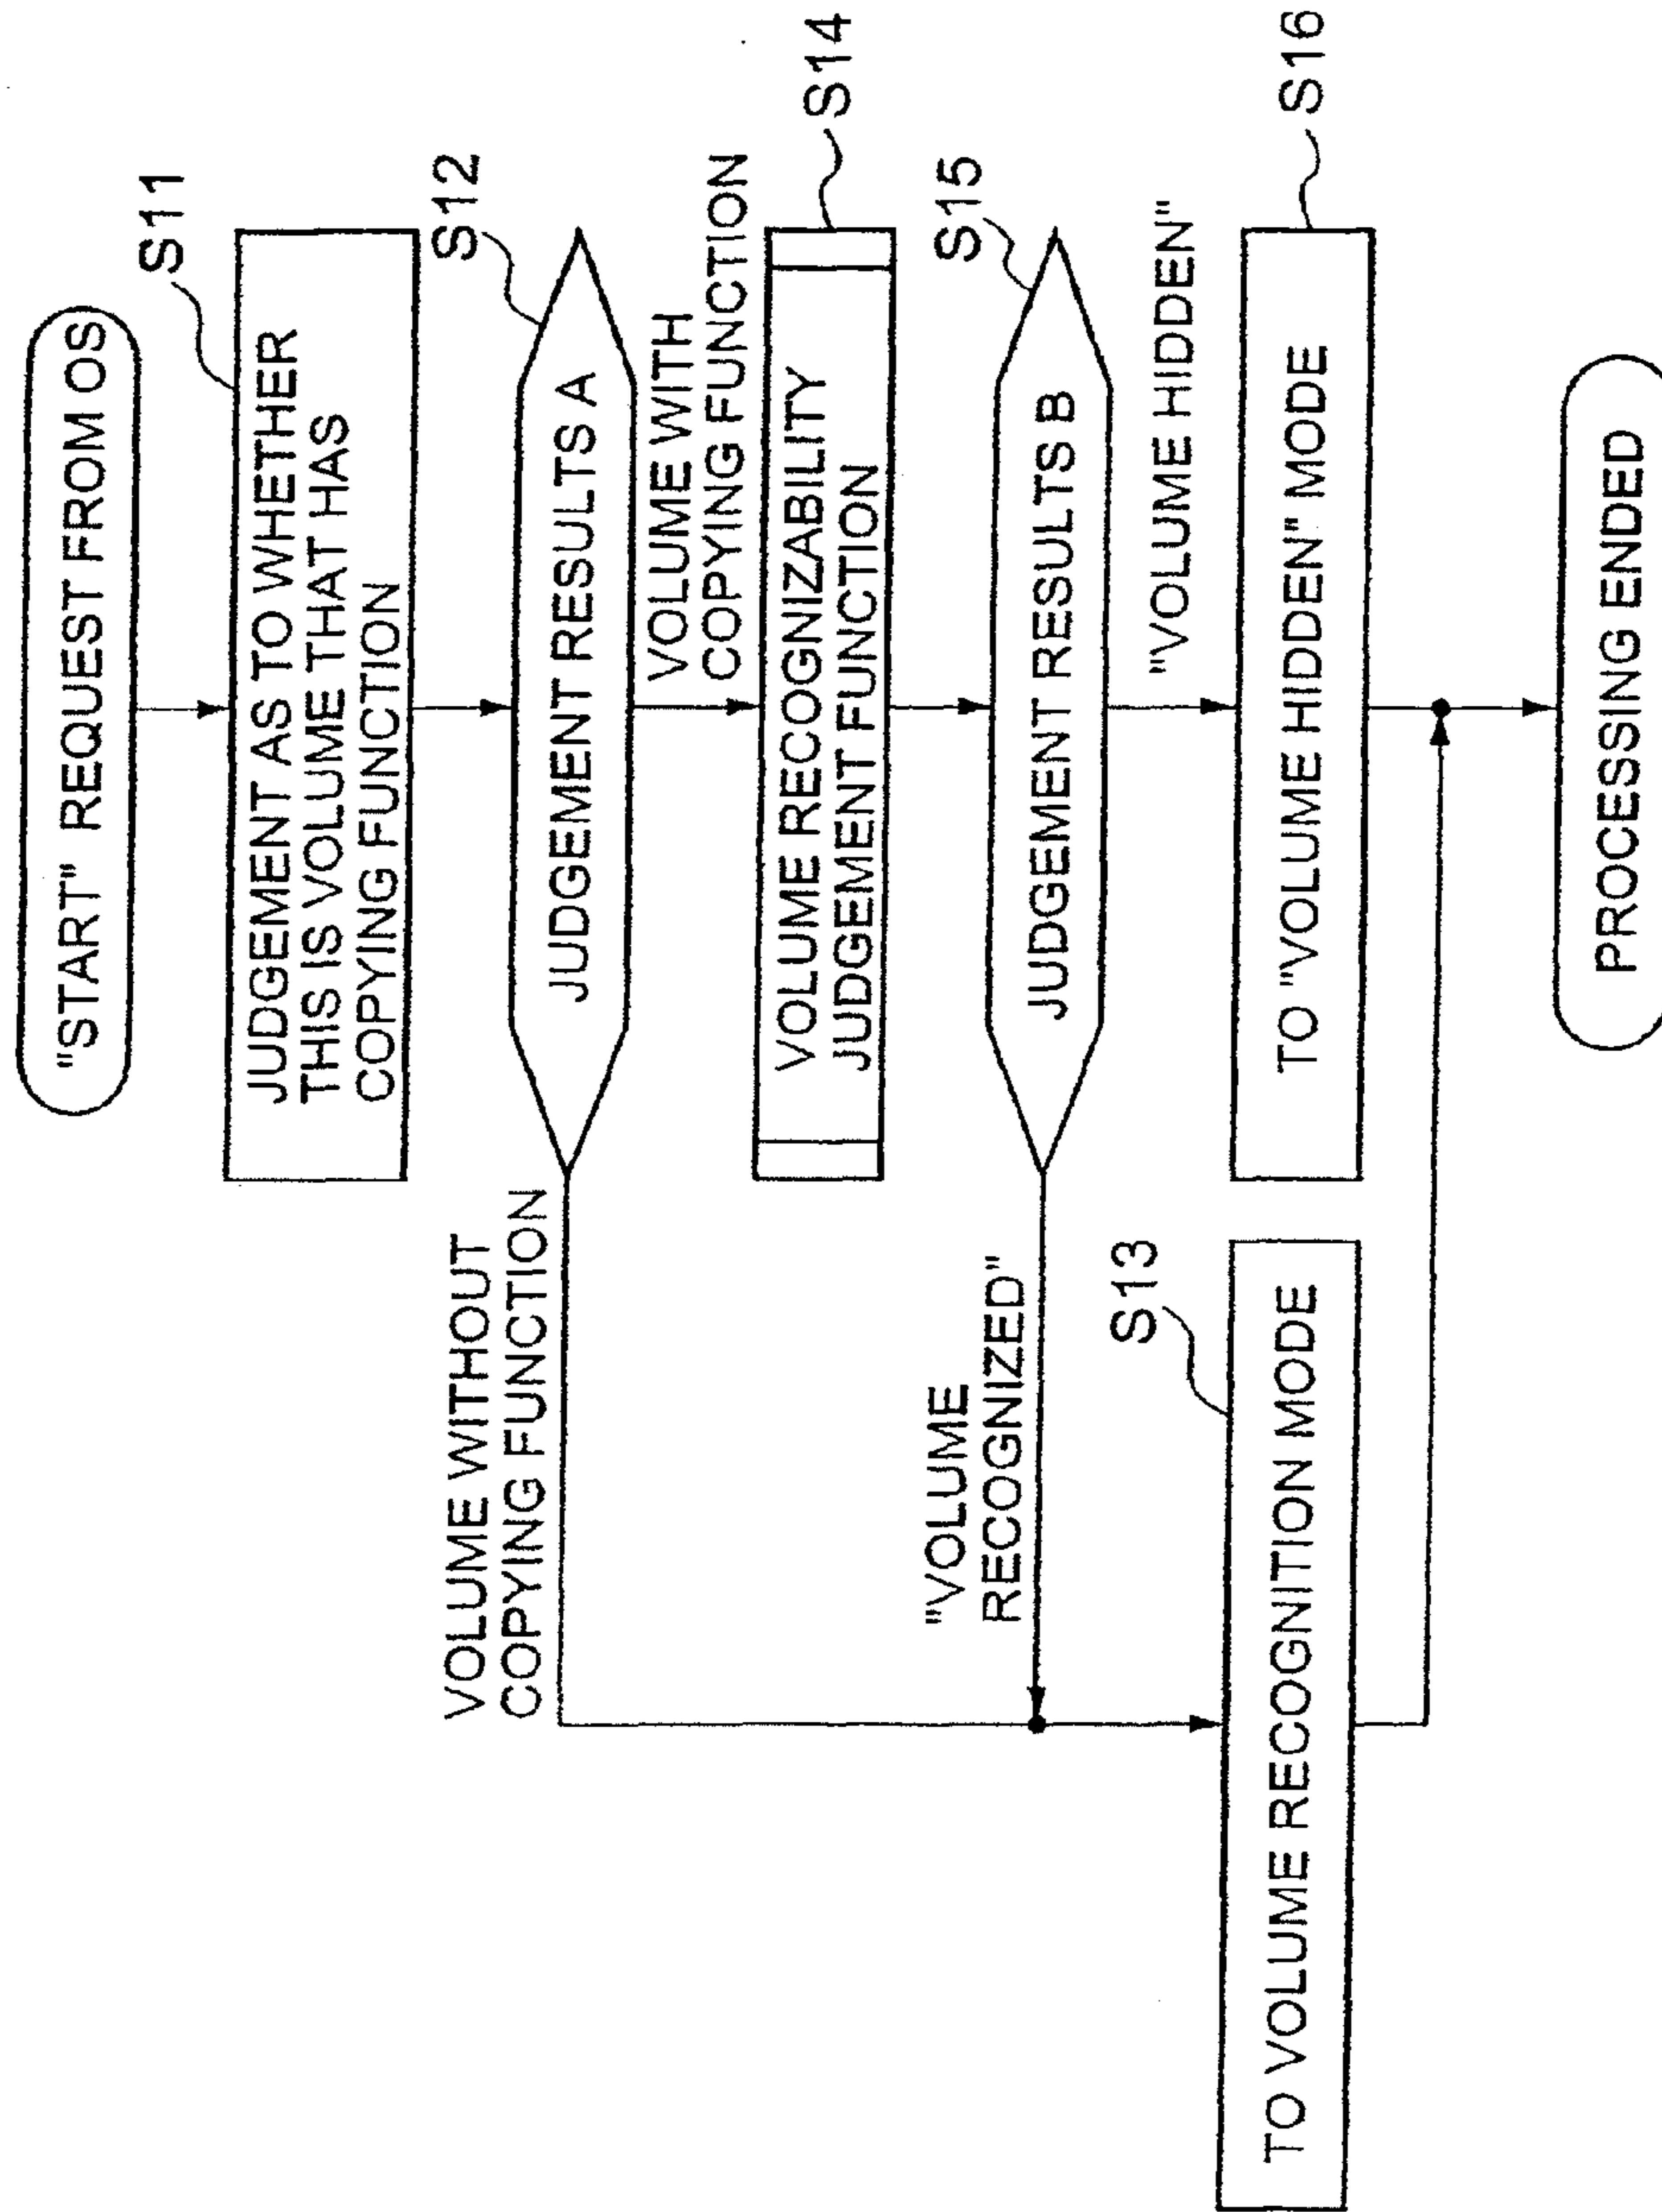 "START" REQUEST FROM OS
S11
JUDGEMENT AS TO WHETHER
THIS IS VOLUME THAT HAS
COPYING FUNCTION
S12
JUDGEMENT RESULTS A
VOLUME WITHOUT
COPYING FUNCTION
VOLUME WITH
COPYING FUNCTION
S14
VOLUME RECOGNIZABILITY
JUDGEMENT FUNCTION
S15
JUDGEMENT RESULTS B
"VOLUME
RECOGNIZED"
"VOLUME HIDDEN"
S13
TO VOLUME RECOGNITION MODE
S16
TO "VOLUME HIDDEN" MODE
PROCESSING ENDED